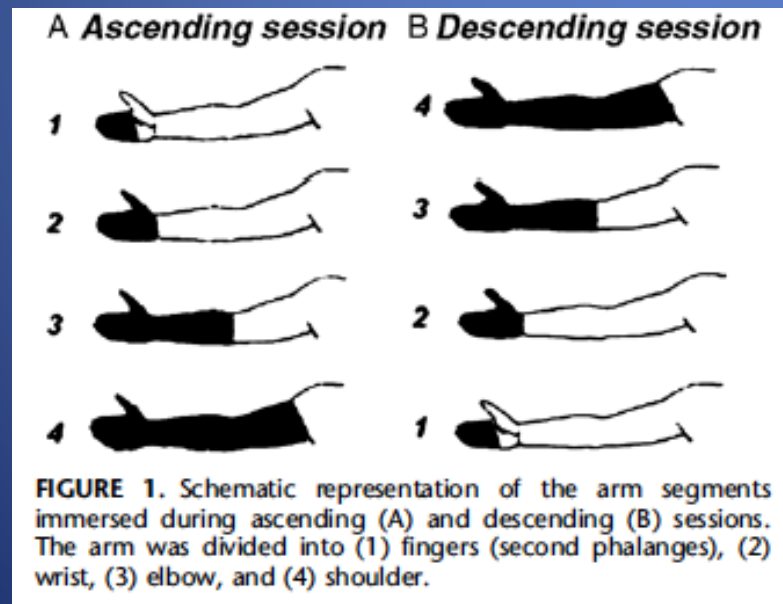 A Ascending session B Descending session
1 4
2 3
3 2
4 1
FIGURE 1. Schematic representation of the arm segments
immersed during ascending (A) and descending (B) sessions.
The arm was divided into (1) fingers (second phalanges), (2)
wrist, (3) elbow, and (4) shoulder.